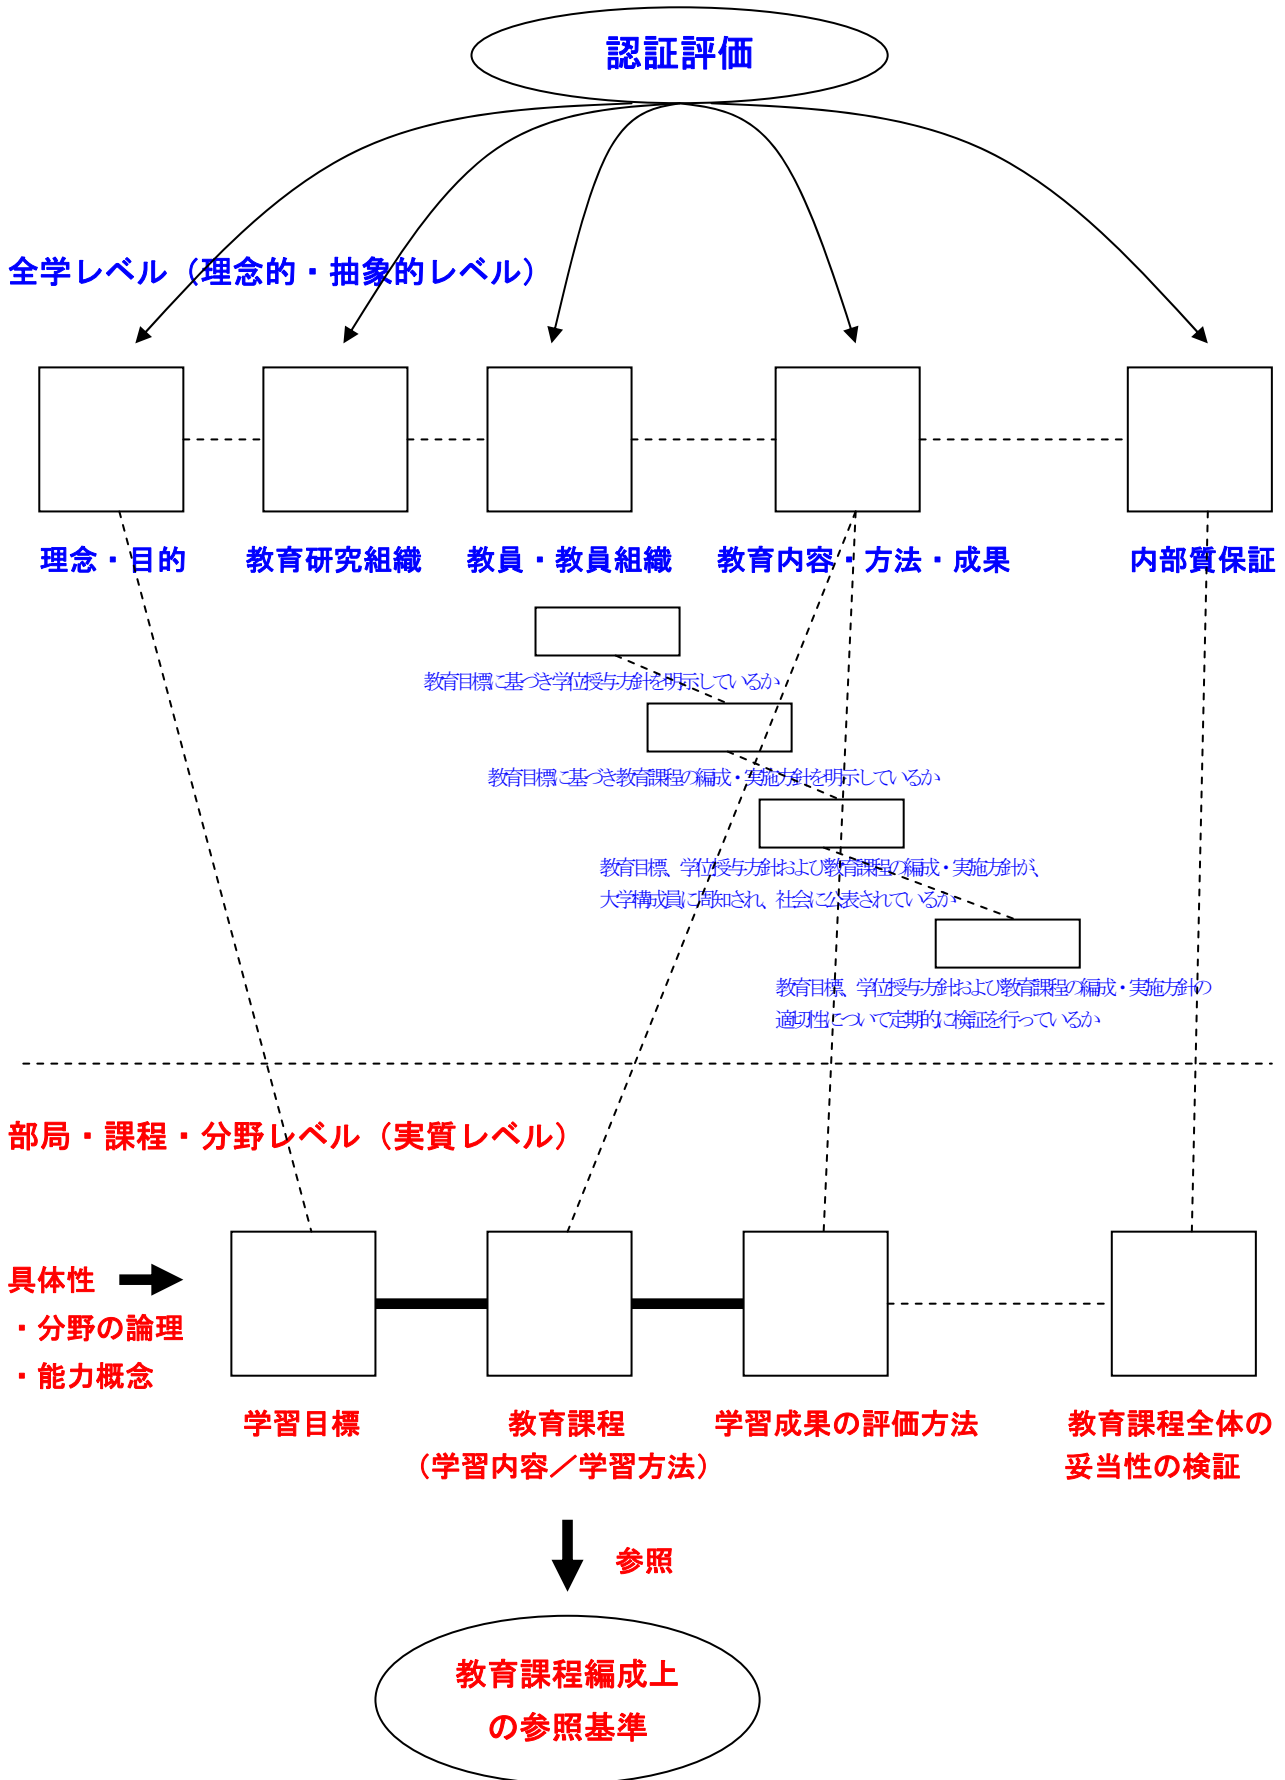 認証評価
全学レベル（理念的・抽象的レベル）
理念・目的
教育研究組織
教員・教員組織
教育内容・方法・成果
内部質保証
教育目標に基づき学位授与方針を明示しているか
教育目標に基づき教育課程の編成・実施方針を明示しているか
教育目標、学位授与方針および教育課程の編成・実施方針が、
大学構成員に周知され、社会に公表されているか
教育目標、学位授与方針および教育課程の編成・実施方針の
適切性について定期的に検証を行っているか
部局・課程・分野レベル（実質レベル）
具体性
・分野の論理
・能力概念
学習目標
教育課程
（学習内容／学習方法）
学習成果の評価方法
教育課程全体の
妥当性の検証
参照
教育課程編成上
の参照基準